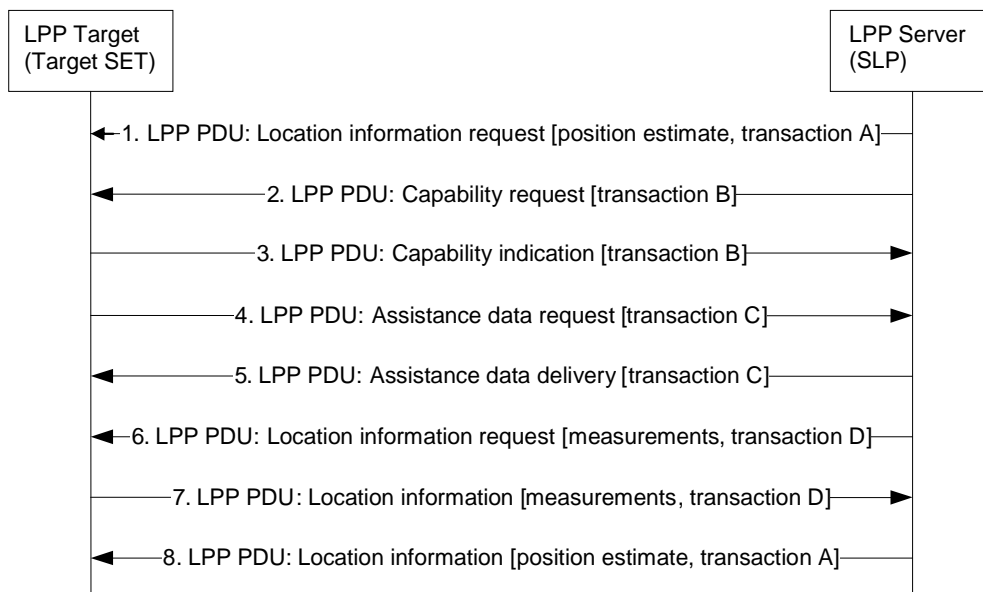 LPP Target
(Target SET)
LPP Server
(SLP)
1. LPP PDU: Location information request [position estimate, transaction A]
2. LPP PDU: Capability request [transaction B]
3. LPP PDU: Capability indication [transaction B]
4. LPP PDU: Assistance data request [transaction C]
5. LPP PDU: Assistance data delivery [transaction C]
6. LPP PDU: Location information request [measurements, transaction D]
7. LPP PDU: Location information [measurements, transaction D]
8. LPP PDU: Location information [position estimate, transaction A]